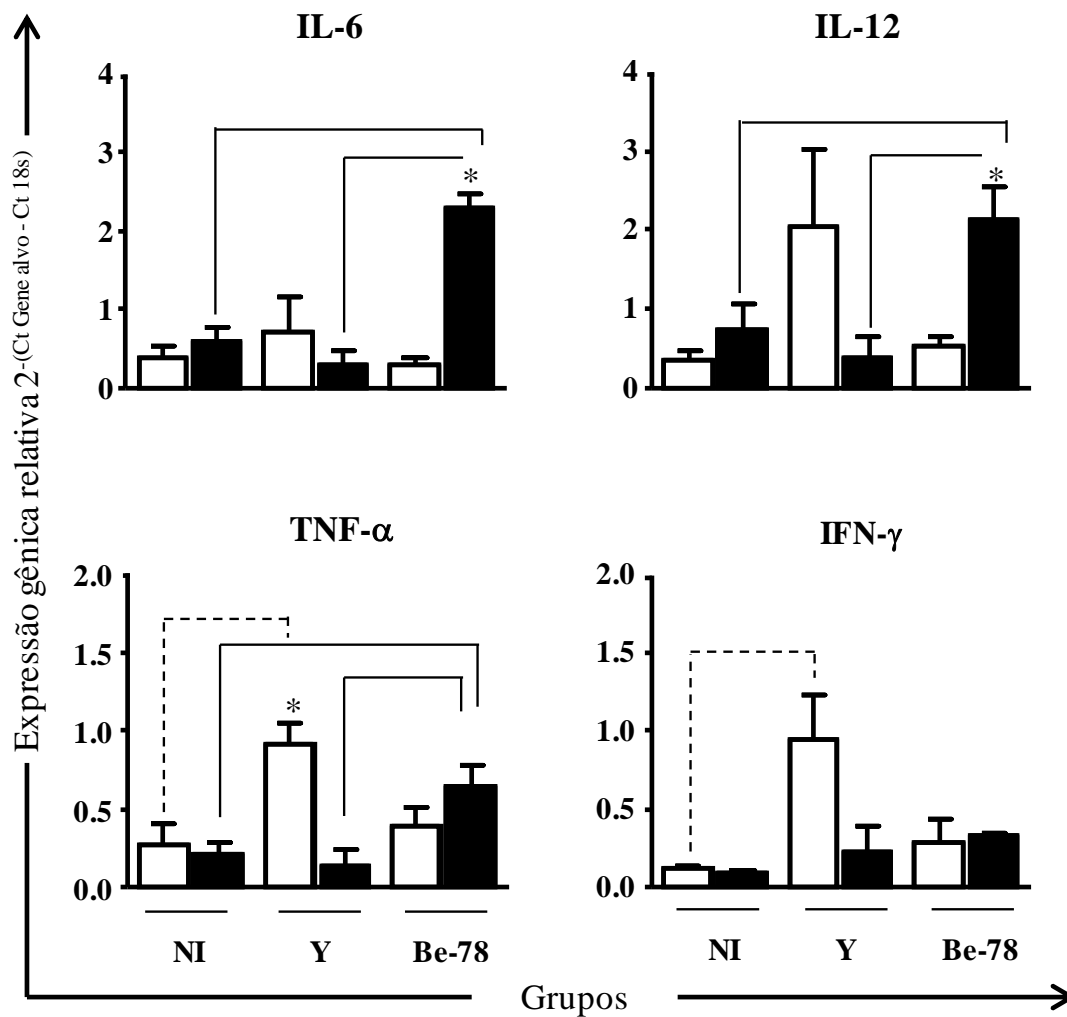 IL-6
IL-12
4
3
2
1
0
*
4
3
2
1
0
*
Expressão gênica relativa 2-(Ct Gene alvo - Ct 18s)
TNF-α
IFN-γ
2.0
1.5
1.0
0.5
0.0
*
2.0
1.5
1.0
0.5
0.0
NI
Y
Be-78
NI
Y
Be-78
Grupos